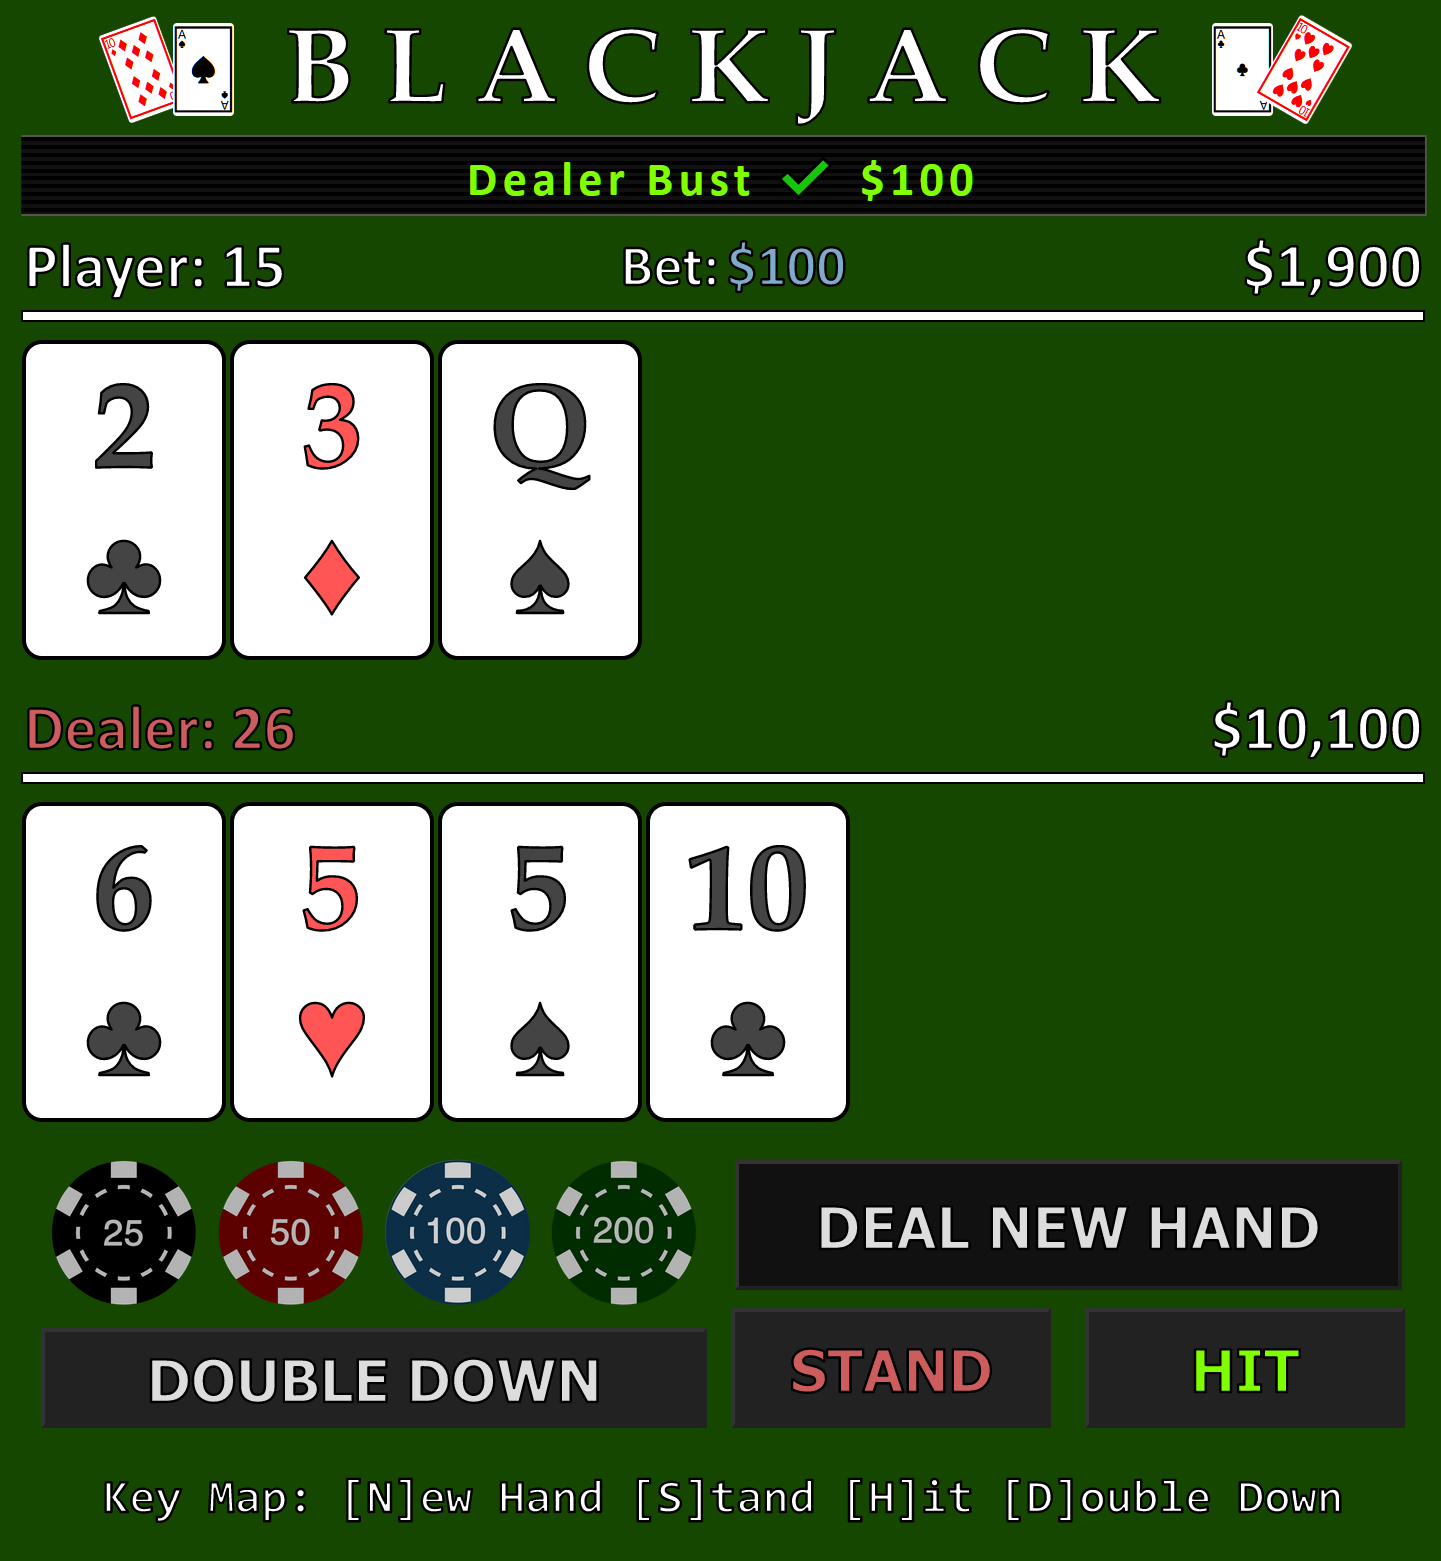 BLACKJACK
Dealer Bust ✓ $100
Player: 15 Bet: $100 $1,900
2 3 Q
♣ ♦ ♠
Dealer: 26 $10,100
6 5 5 10
♣ ♥ ♠ ♣
25 50 100 200
DEAL NEW HAND
DOUBLE DOWN STAND HIT
Key Map: [N]ew Hand [S]tand [H]it [D]ouble Down